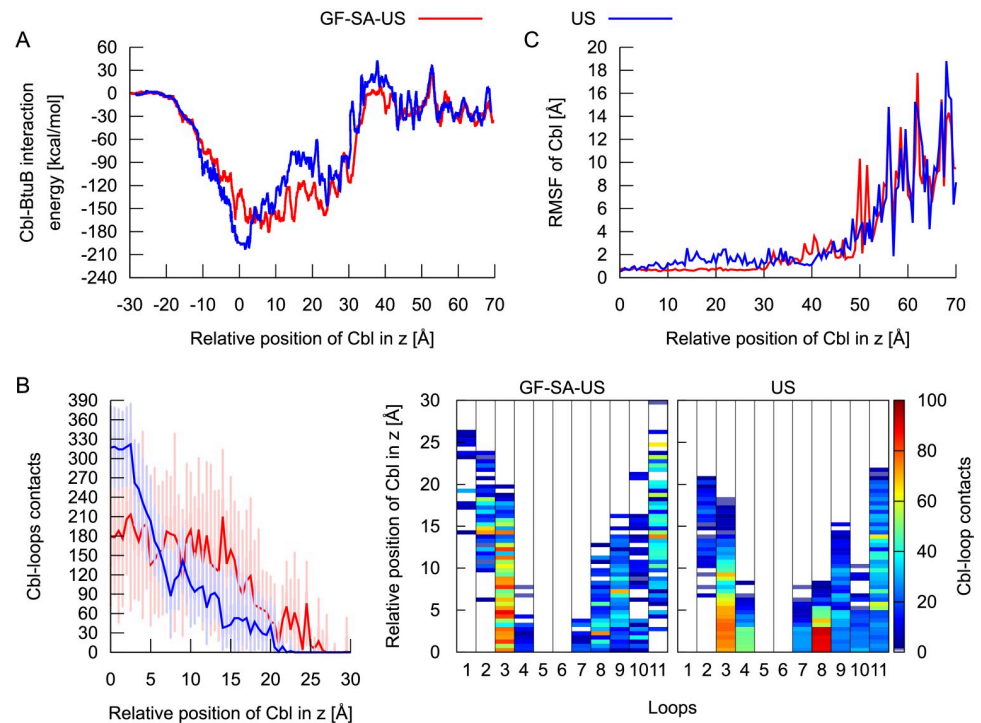 GF-SA-US
US
A
60
30
0
-30
-60
-90
-120
-150
-180
-210
-240
Cbl-BtuB interaction
energy [kcal/mol]
-30 -20 -10 0 10 20 30 40 50 60 70
Relative position of Cbl in z [Å]
C
20
18
16
14
12
10
8
6
4
2
0
RMSF of Cbl [Å]
0 10 20 30 40 50 60 70
Relative position of Cbl in z [Å]
B
390
360
330
300
270
240
210
180
150
120
90
60
30
0
Cbl-loops contacts
0 5 10 15 20 25 30
Relative position of Cbl in z [Å]
GF-SA-US
US
30
25
20
15
10
5
0
Relative position of Cbl in z [Å]
1 2 3 4 5 6 7 8 9 10 11
1 2 3 4 5 6 7 8 9 10 11
Loops
100
80
60
40
20
0
Cbl-loop contacts